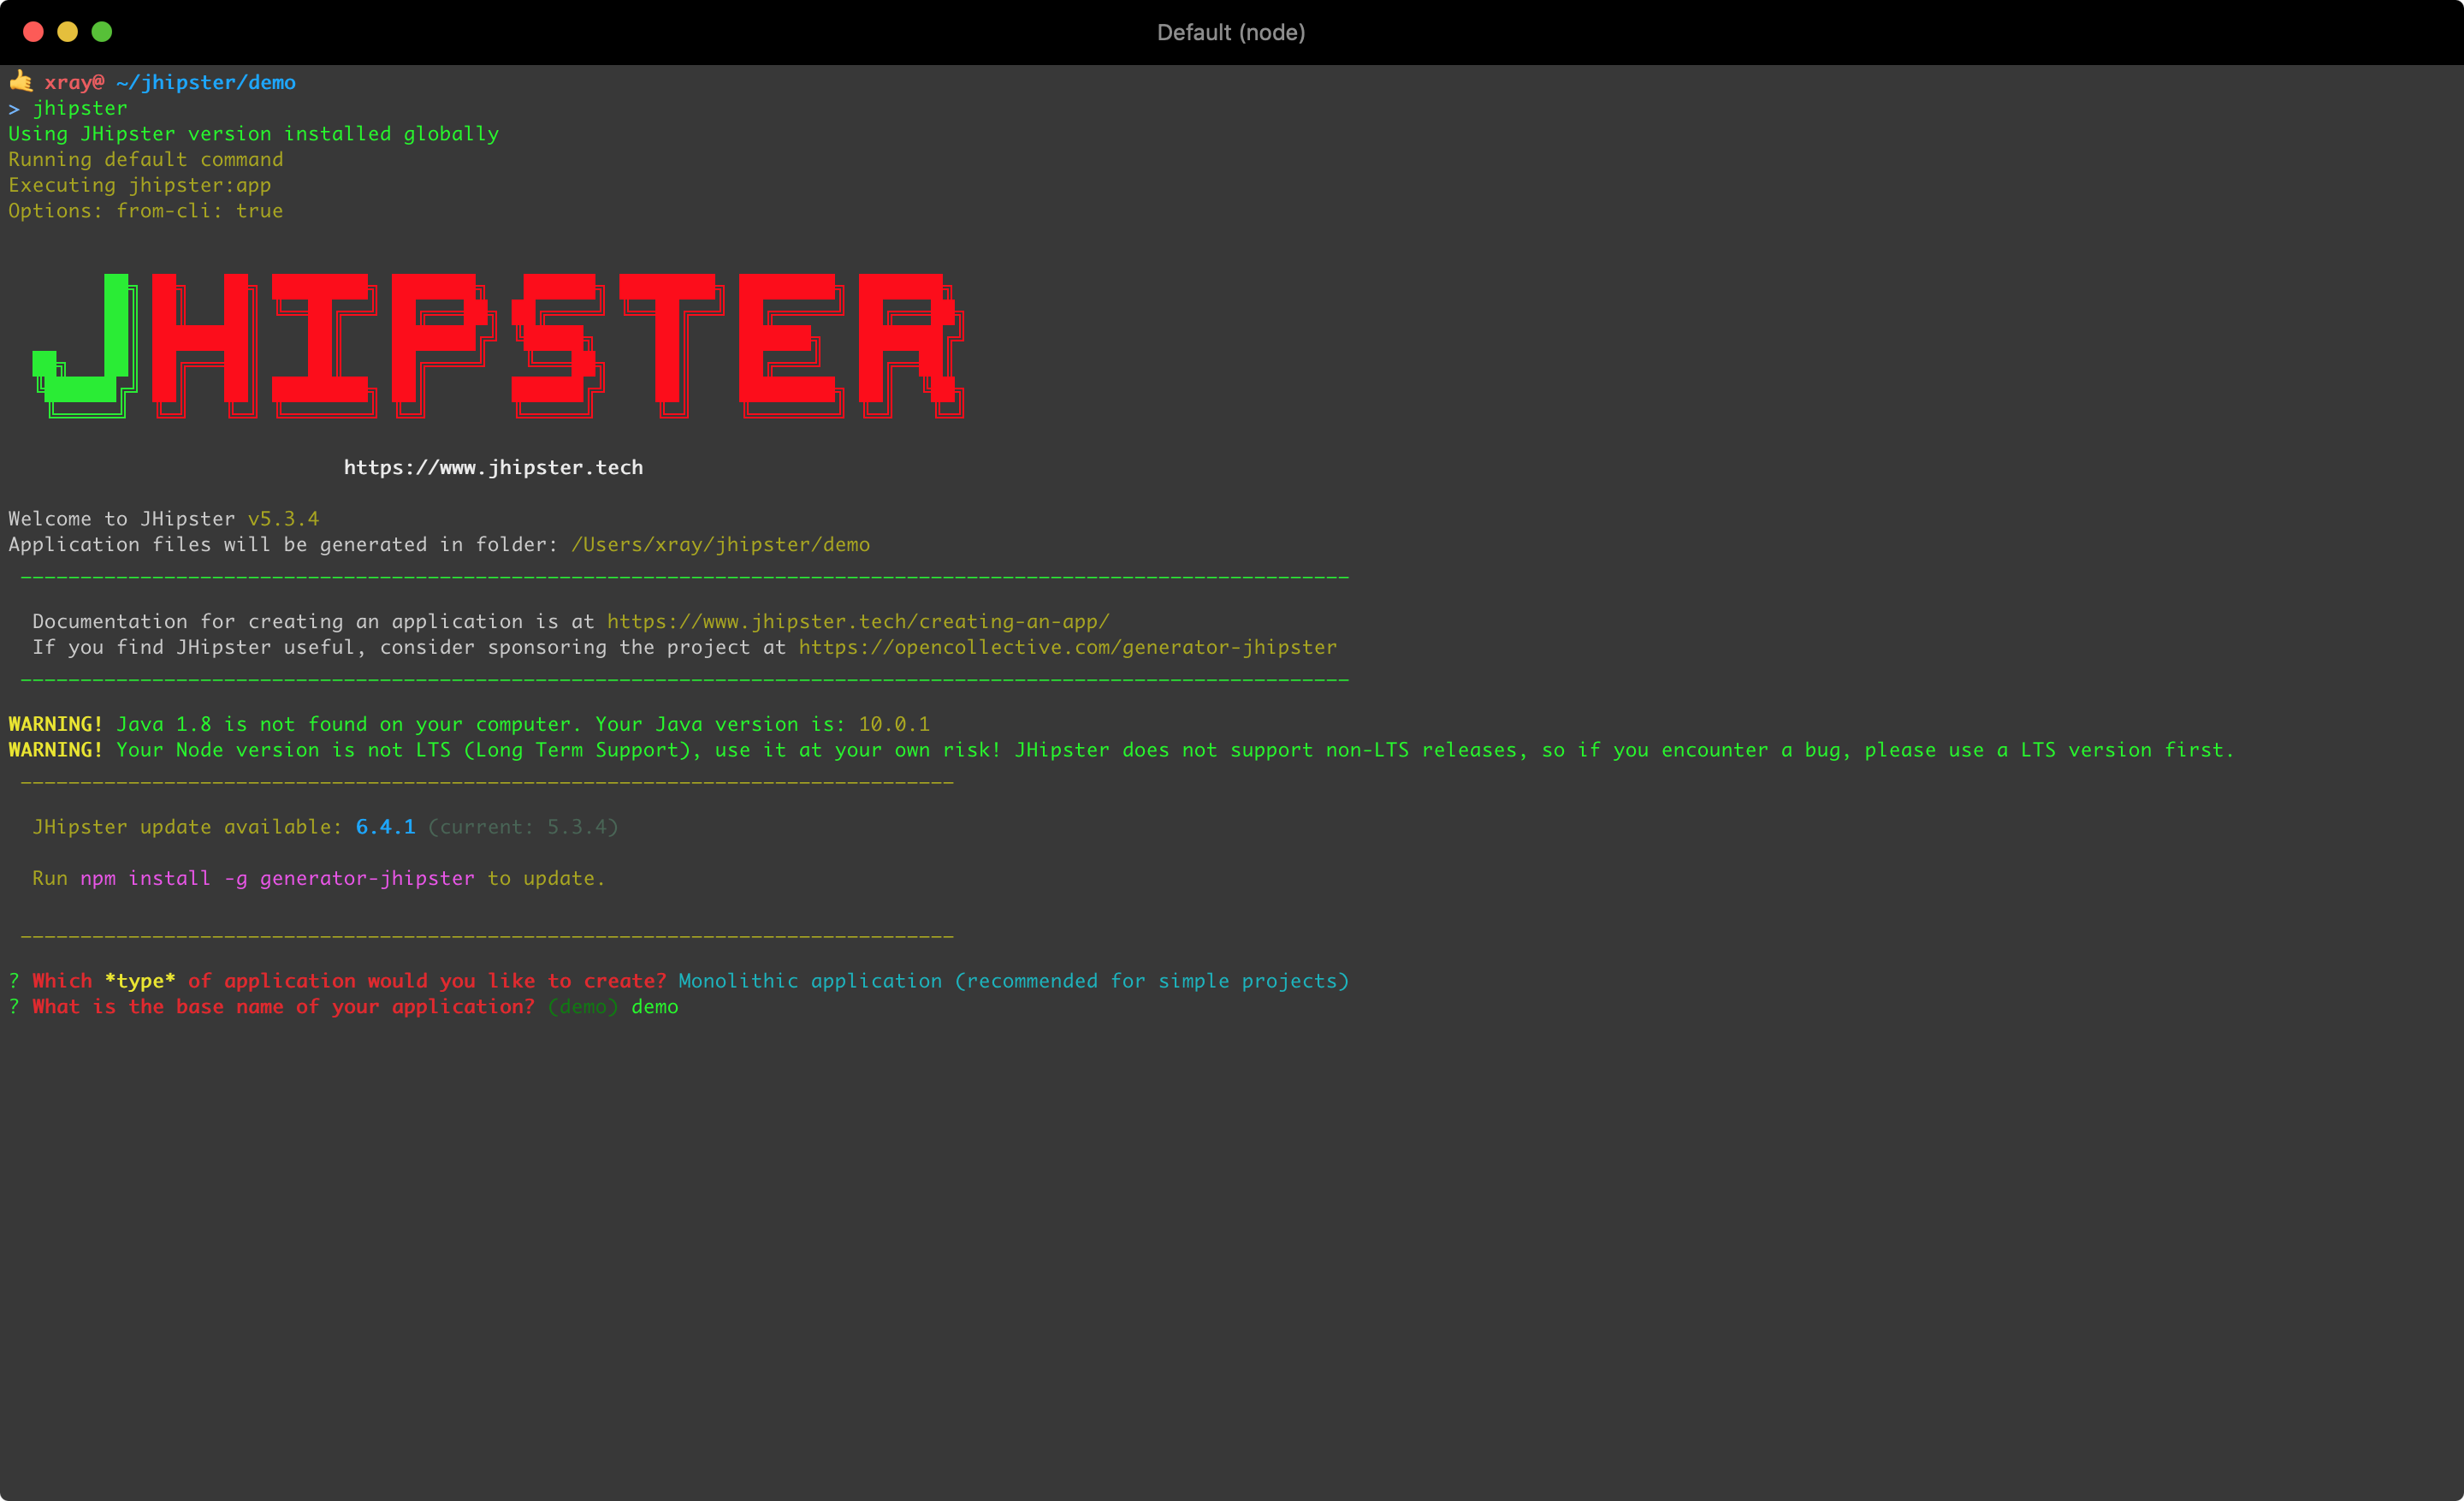 Default (node)
🤙 xray@ ~/jhipster/demo
> jhipster
Using JHipster version installed globally
Running default command
Executing jhipster:app
Options: from-cli: true
JHIPSTER
https://www.jhipster.tech
Welcome to JHipster v5.3.4
Application files will be generated in folder: /Users/xray/jhipster/demo
Documentation for creating an application is at https://www.jhipster.tech/creating-an-app/
If you find JHipster useful, consider sponsoring the project at https://opencollective.com/generator-jhipster
WARNING! Java 1.8 is not found on your computer. Your Java version is: 10.0.1
WARNING! Your Node version is not LTS (Long Term Support), use it at your own risk! JHipster does not support non-LTS releases, so if you encounter a bug, please use a LTS version first.
JHipster update available: 6.4.1 (current: 5.3.4)
Run npm install -g generator-jhipster to update.
? Which *type* of application would you like to create? Monolithic application (recommended for simple projects)
? What is the base name of your application? (demo) demo